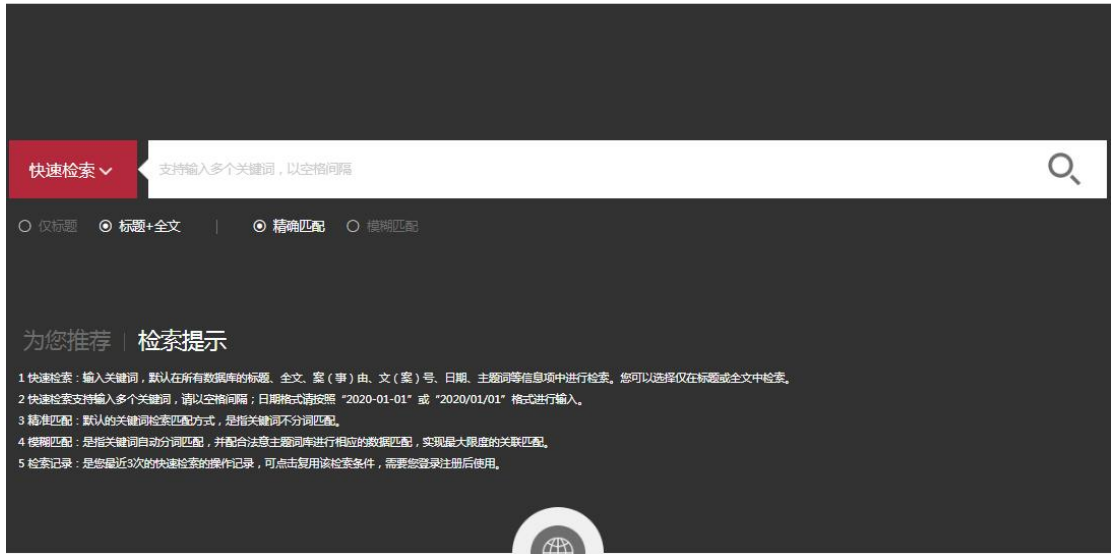 快速检索
支持输入多个关键词，以空格间隔
仅标题 标题+全文 | 精确匹配 模糊匹配
为您推荐 | 检索提示
1 快速检索：输入关键词，默认在所有数据库的标题、全文、案（事）由、文（案）号、日期、主题词等信息项中进行检索。您可以选择仅在标题或全文中检索。
2 快速检索支持输入多个关键词，请以空格间隔；日期格式请按照“2020-01-01”或“2020/01/01”格式进行输入。
3 精准匹配：默认的关键词检索匹配方式，是指关键词不分词匹配。
4 模糊匹配：是指关键词自动分词匹配，并配合法意主题词库进行相应的数据匹配，实现最大限度的关联匹配。
5 检索记录：是您最近3次的快速检索的操作记录，可点击复用该检索条件，需要您登录注册后使用。